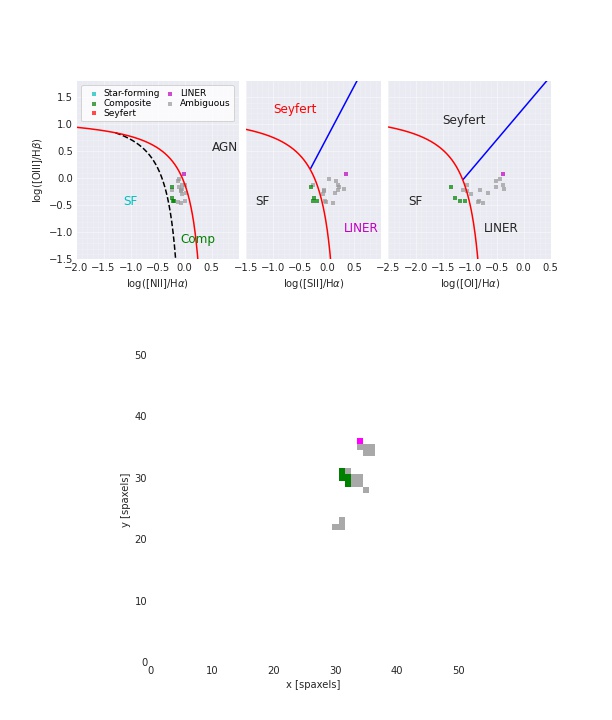 Star-forming LINER
Composite Ambiguous
Seyfert
AGN
SF
Comp
Seyfert
SF
LINER
Seyfert
SF
LINER
1.5
1.0
0.5
0.0
−0.5
−1.0
−1.5
log([OIII]/Hβ)
−2.0 −1.5 −1.0 −0.5 0.0 0.5
−1.0 −0.5 0.0 0.5
−2.5 −2.0 −1.5 −1.0 −0.5 0.0 0.5
log([NII]/Hα) log([SII]/Hα) log([OI]/Hα)
50
40
30
20
10
0
y [spaxels]
0 10 20 30 40 50
x [spaxels]